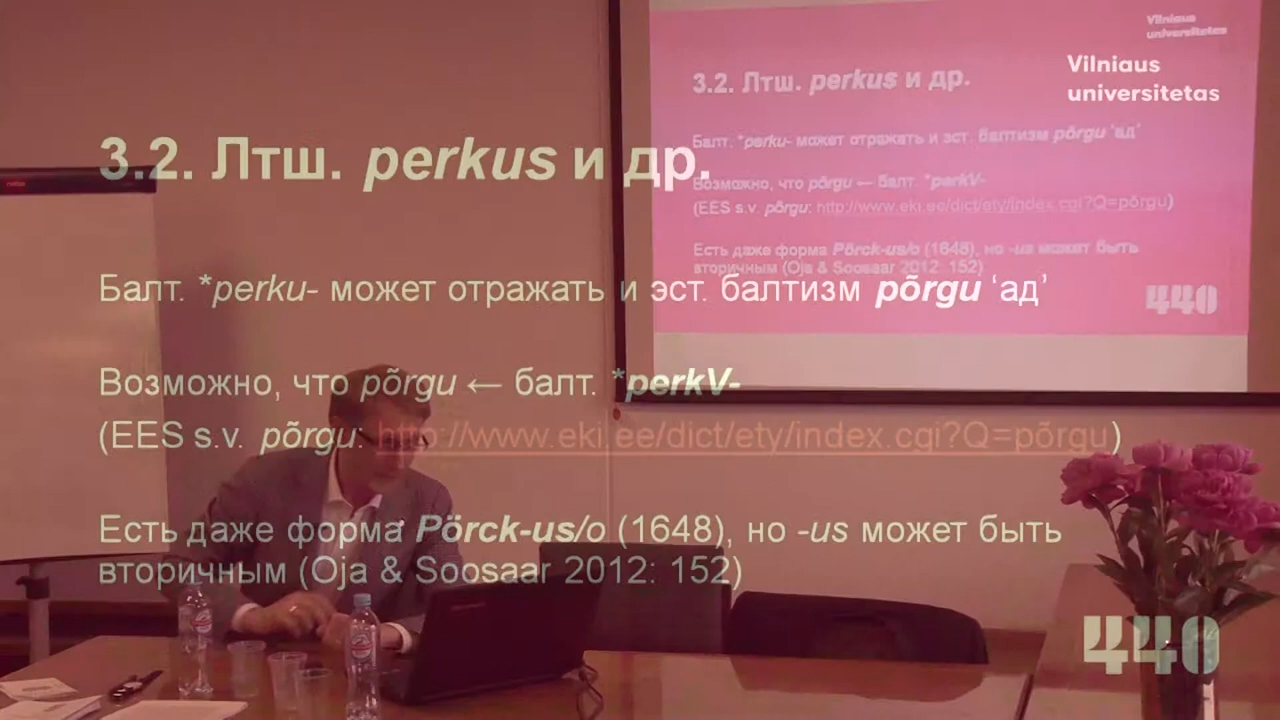 Vilniaus
universitetas
3.2. Лтш. perkus и др.
Балт. *perku- может отражать и эст. балтизм põrgu ‘ад’
Возможно, что põrgu ← балт. *perkV-
(EES s.v. põrgu: http://www.eki.ee/dict/ety/index.cgi?Q=põrgu)
Есть даже форма Pörck-us/o (1648), но -us может быть
вторичным (Oja & Soosaar 2012: 152)
440
Vilniaus
universitetas
3.2. Лтш. perkus и др.
Балт. *perku- может отражать и эст. балтизм põrgu ‘ад’
Возможно, что põrgu ← балт. *perkV-
(EES s.v. põrgu: http://www.eki.ee/dict/ety/index.cgi?Q=põrgu)
Есть даже форма Pörck-us/o (1648), но -us может быть
вторичным (Oja & Soosaar 2012: 152)
440